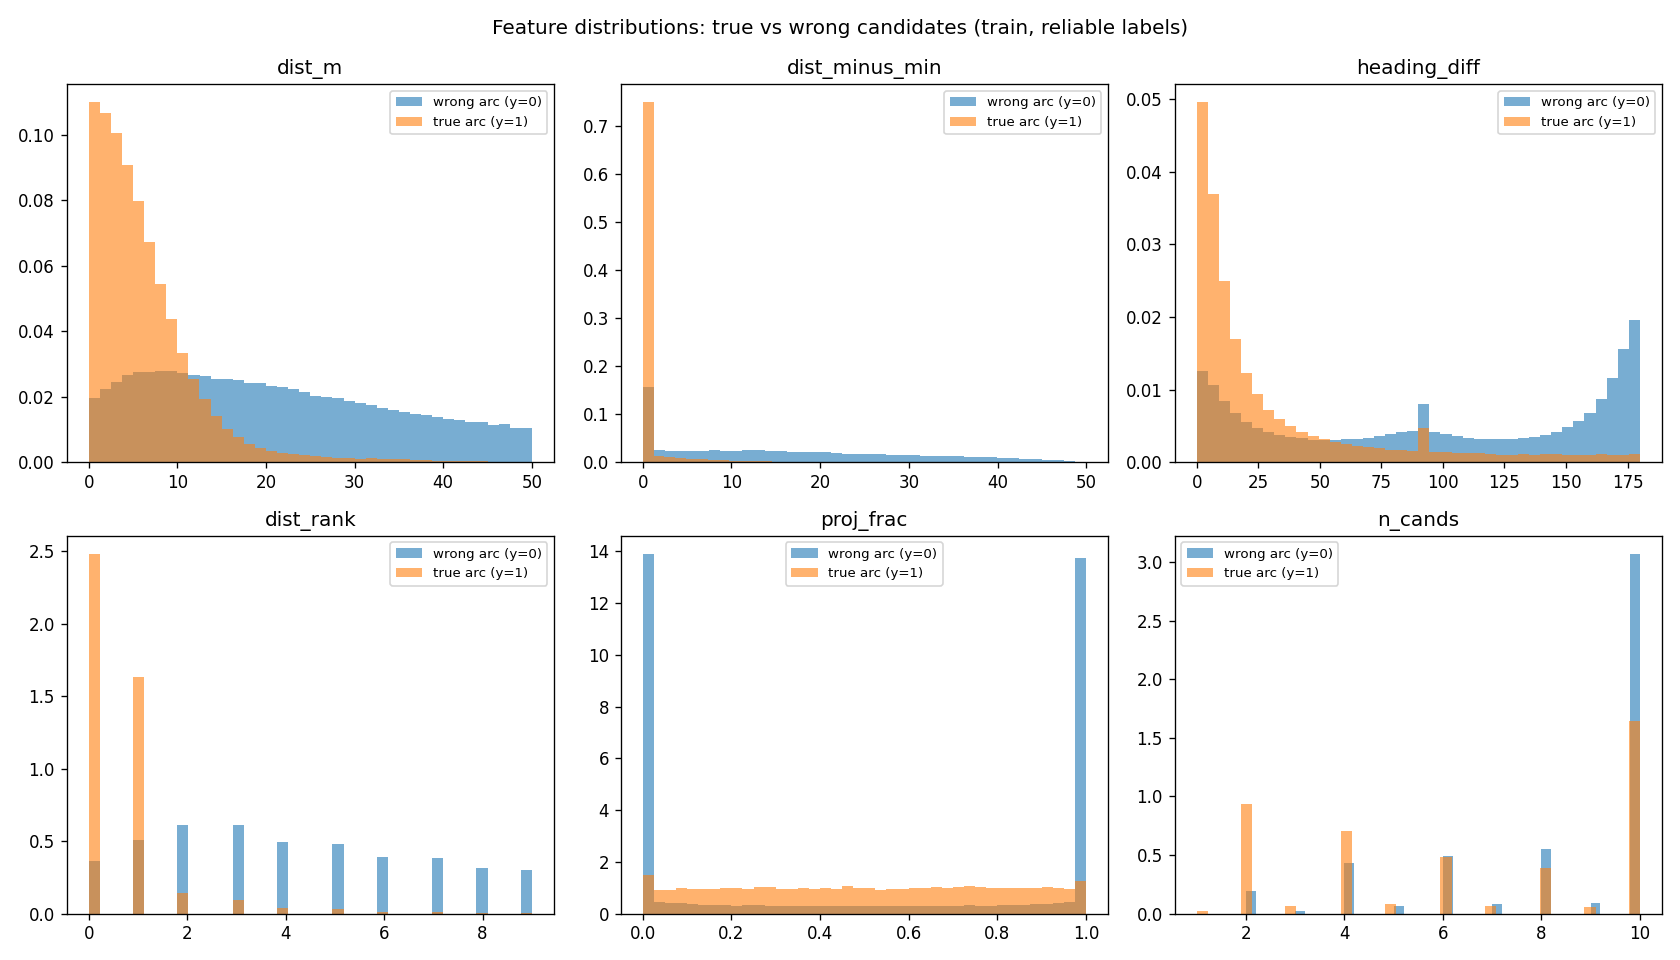 Feature distributions: true vs wrong candidates (train, reliable labels)
dist_m
0.10
0.08
0.06
0.04
0.02
0.00
0 10 20 30 40 50
wrong arc (y=0)
true arc (y=1)
dist_minus_min
0.7
0.6
0.5
0.4
0.3
0.2
0.1
0.0
0 10 20 30 40 50
wrong arc (y=0)
true arc (y=1)
heading_diff
0.05
0.04
0.03
0.02
0.01
0.00
0 25 50 75 100 125 150 175
wrong arc (y=0)
true arc (y=1)
dist_rank
2.5
2.0
1.5
1.0
0.5
0.0
0 2 4 6 8
wrong arc (y=0)
true arc (y=1)
proj_frac
14
12
10
8
6
4
2
0
0.0 0.2 0.4 0.6 0.8 1.0
wrong arc (y=0)
true arc (y=1)
n_cands
3.0
2.5
2.0
1.5
1.0
0.5
0.0
2 4 6 8 10
wrong arc (y=0)
true arc (y=1)